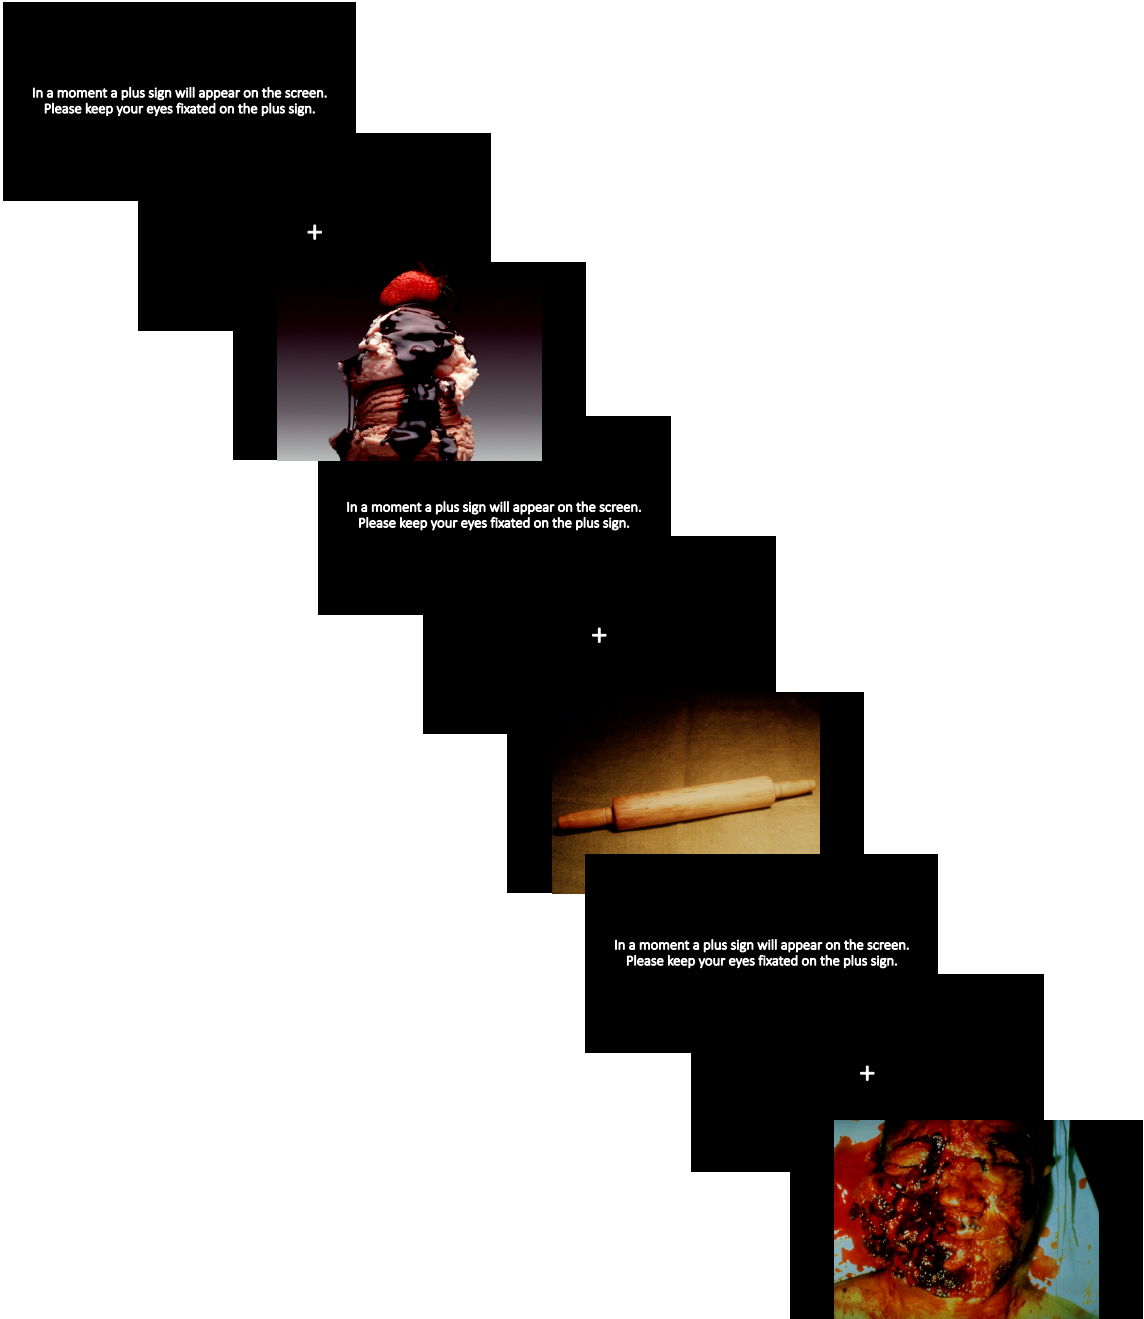 In a moment a plus sign will appear on the screen.
Please keep your eyes fixated on the plus sign.
+
In a moment a plus sign will appear on the screen.
Please keep your eyes fixated on the plus sign.
+
In a moment a plus sign will appear on the screen.
Please keep your eyes fixated on the plus sign.
+